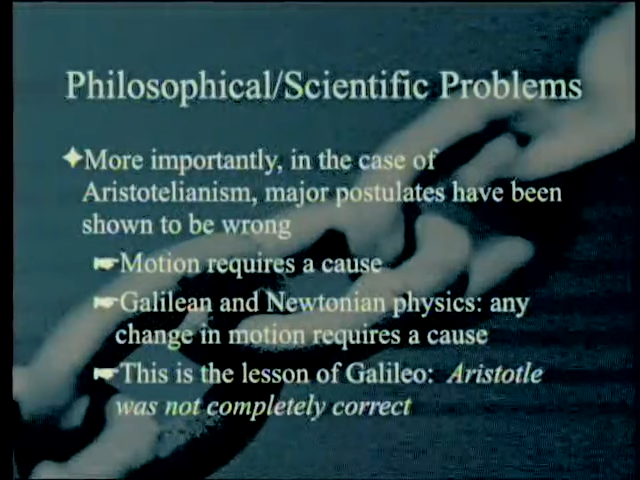 Philosophical/Scientific Problems
More importantly, in the case of
Aristotelianism, major postulates have been
shown to be wrong
Motion requires a cause
Galilean and Newtonian physics: any
change in motion requires a cause
This is the lesson of Galileo: Aristotle
was not completely correct